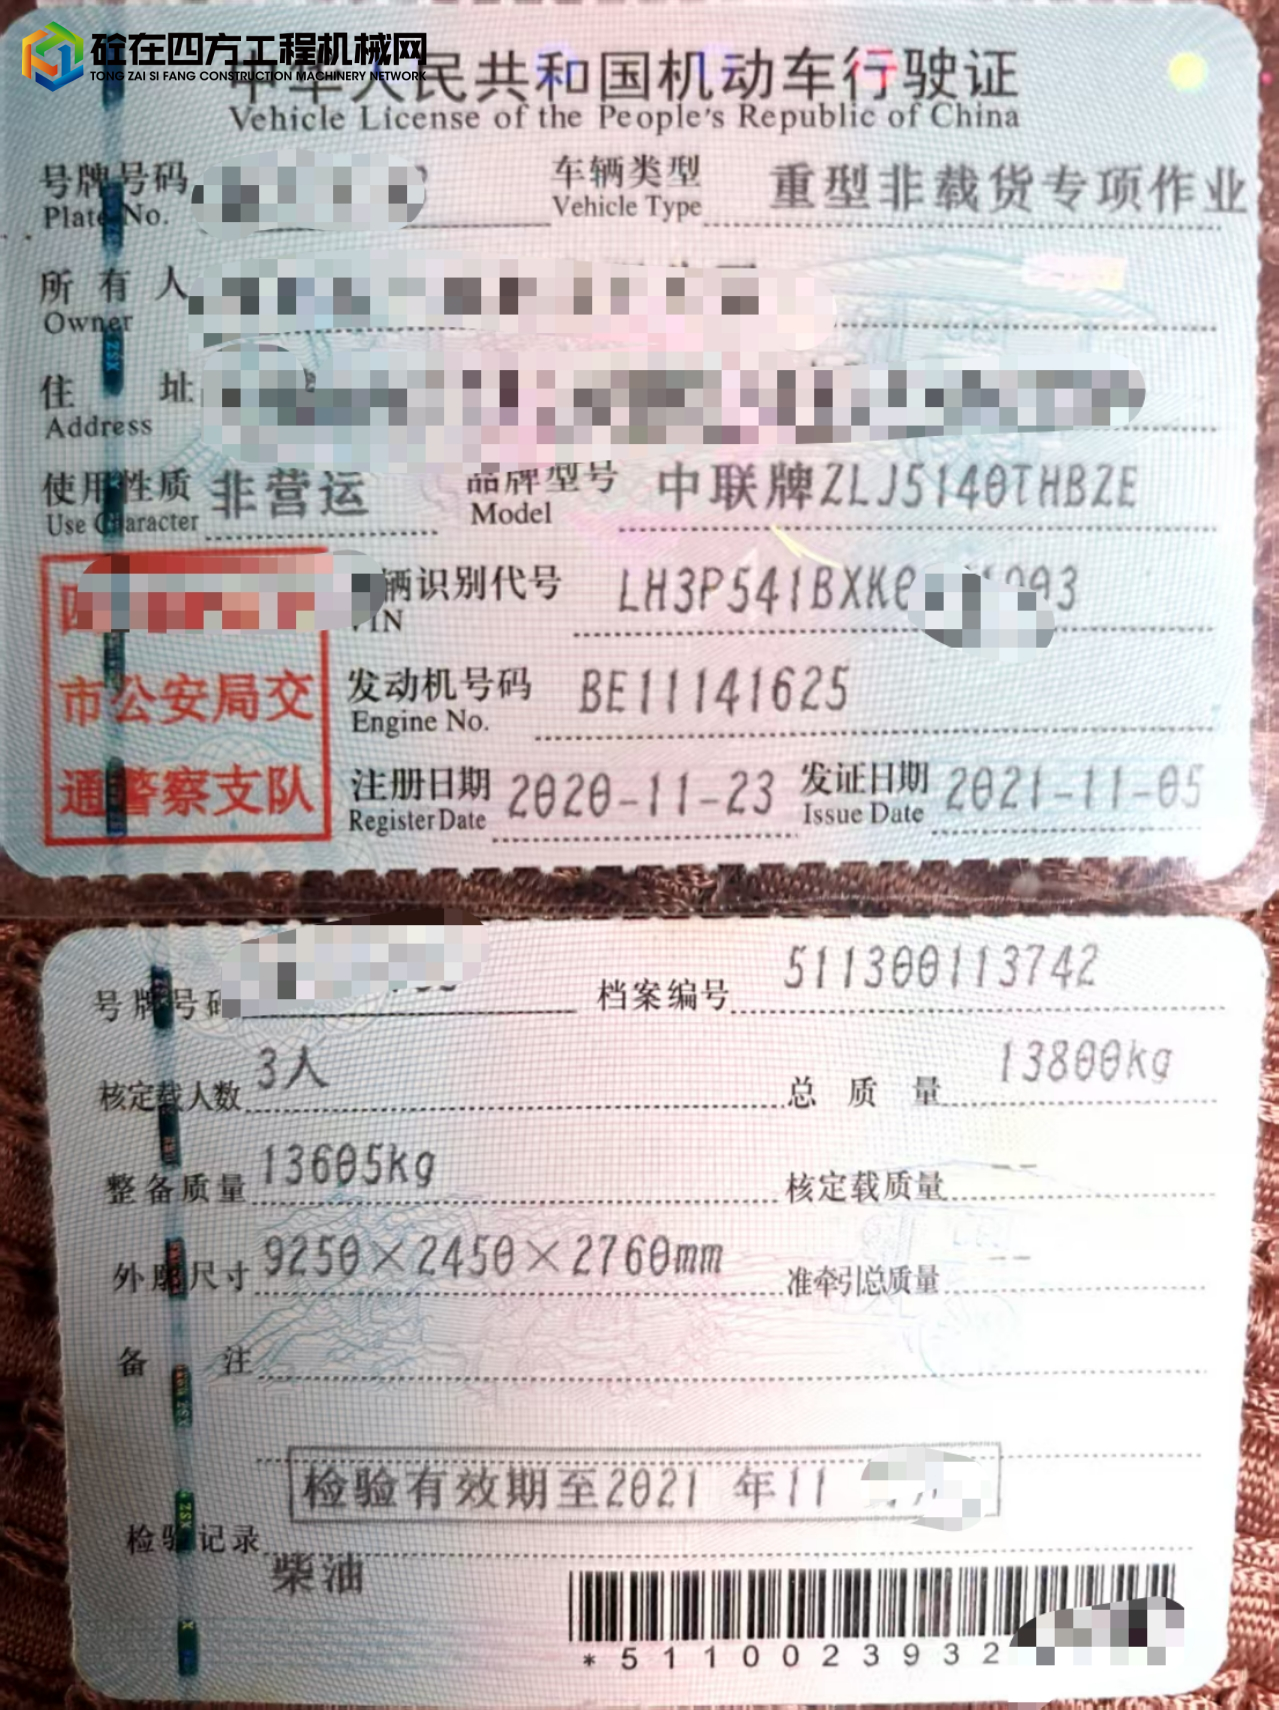 砼在四方工程机械网
TONG ZAI SI FANG CONSTRUCTION MACHINERY NETWORK
中华人民共和国机动车行驶证
Vehicle License of the People's Republic of China
号牌号码 车辆类型 重型非载货专项作业
Plate No. Vehicle Type
所有人
Owner
住址
Address
使用性质 非营运 品牌型号 中联牌ZLJ5140THBZE
Use Character Model
辆识别代号 LH3P541BXK
VIN
市公安局交
通警察支队
发动机号码 BE11141625
Engine No.
注册日期 2020-11-23 发证日期 2021-11-05
Register Date Issue Date
号牌号码 档案编号 511300113742
核定载人数 3人 总质量 13800kg
整备质量 13605kg 核定载质量 --
外廓尺寸 9250×2450×2760mm 准牵引总质量 --
备注
检验有效期至2021 年11
检验记录
柴油
*5110023932